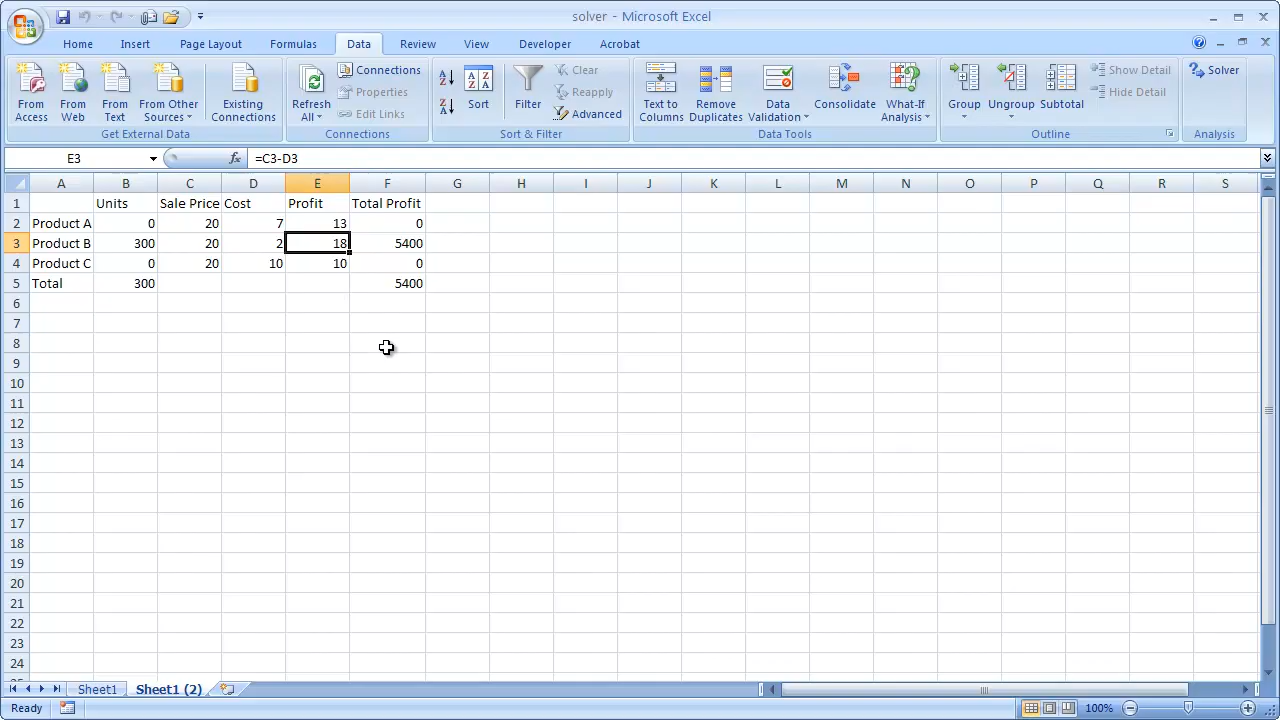 solver - Microsoft Excel
Home Insert Page Layout Formulas Data Review View Developer Acrobat
From Access
From Web
From Text
From Other Sources
Existing Connections
Get External Data
Refresh All
Connections
Properties
Edit Links
Connections
Sort
Filter
Clear
Reapply
Advanced
Sort & Filter
Text to Columns
Remove Duplicates
Data Validation
Consolidate
What-If Analysis
Data Tools
Group
Ungroup
Subtotal
Show Detail
Hide Detail
Outline
Solver
Analysis
E3 fx =C3-D3
A B C D E F G H I J K L M N O P Q R S
1 Units Sale Price Cost Profit Total Profit
2 Product A 0 20 7 13 0
3 Product B 300 20 2 18 5400
4 Product C 0 20 10 10 0
5 Total 300 5400
6
7
8
9
10
11
12
13
14
15
16
17
18
19
20
21
22
23
24
Sheet1 Sheet1 (2)
Ready 100%